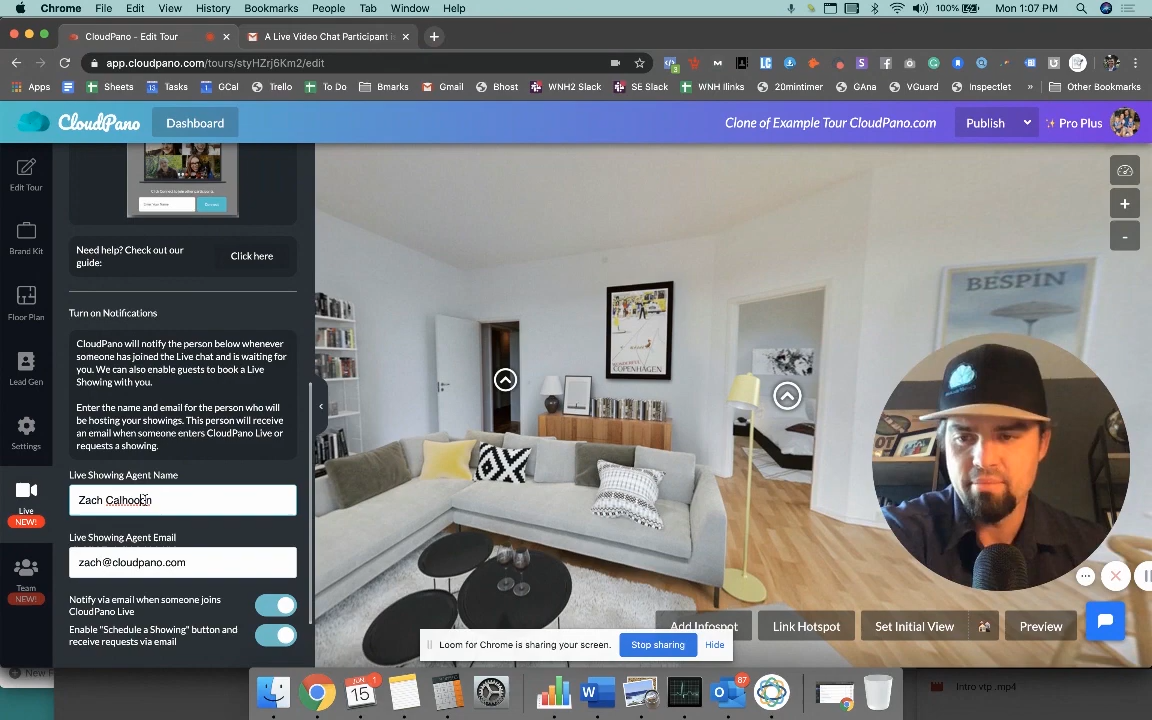 Chrome File Edit View History Bookmarks People Tab Window Help 100% Mon 1:07 PM
CloudPano - Edit Tour
A Live Video Chat Participant is
app.cloudpano.com/tours/styHZrj6Km2/edit
Apps Sheets Tasks GCal Trello To Do Bmarks Gmail Bhost WNH2 Slack SE Slack WNH llinks 20mintimer GAna VGuard Inspectlet » Other Bookmarks
CloudPano Dashboard Clone of Example Tour CloudPano.com Publish Pro Plus
Edit Tour
Brand Kit
Floor Plan
Lead Gen
Settings
Live
NEW!
Team
NEW!
Need help? Check out our
guide:
Click here
Turn on Notifications
CloudPano will notify the person below whenever
someone has joined the Live chat and is waiting for
you. We can also enable guests to book a Live
Showing with you.
Enter the name and email for the person who will
be hosting your showings. This person will receive
an email when someone enters CloudPano Live or
requests a showing.
Live Showing Agent Name
Zach Calhooon
Live Showing Agent Email
zach@cloudpano.com
Notify via email when someone joins
CloudPano Live
Enable "Schedule a Showing" button and
receive requests via email
BESPIN
COPENHAGEN
+
-
Add Infospot Link Hotspot Set Initial View Preview
Loom for Chrome is sharing your screen. Stop sharing Hide
JUN
15
1
87
Intro vtp .mp4